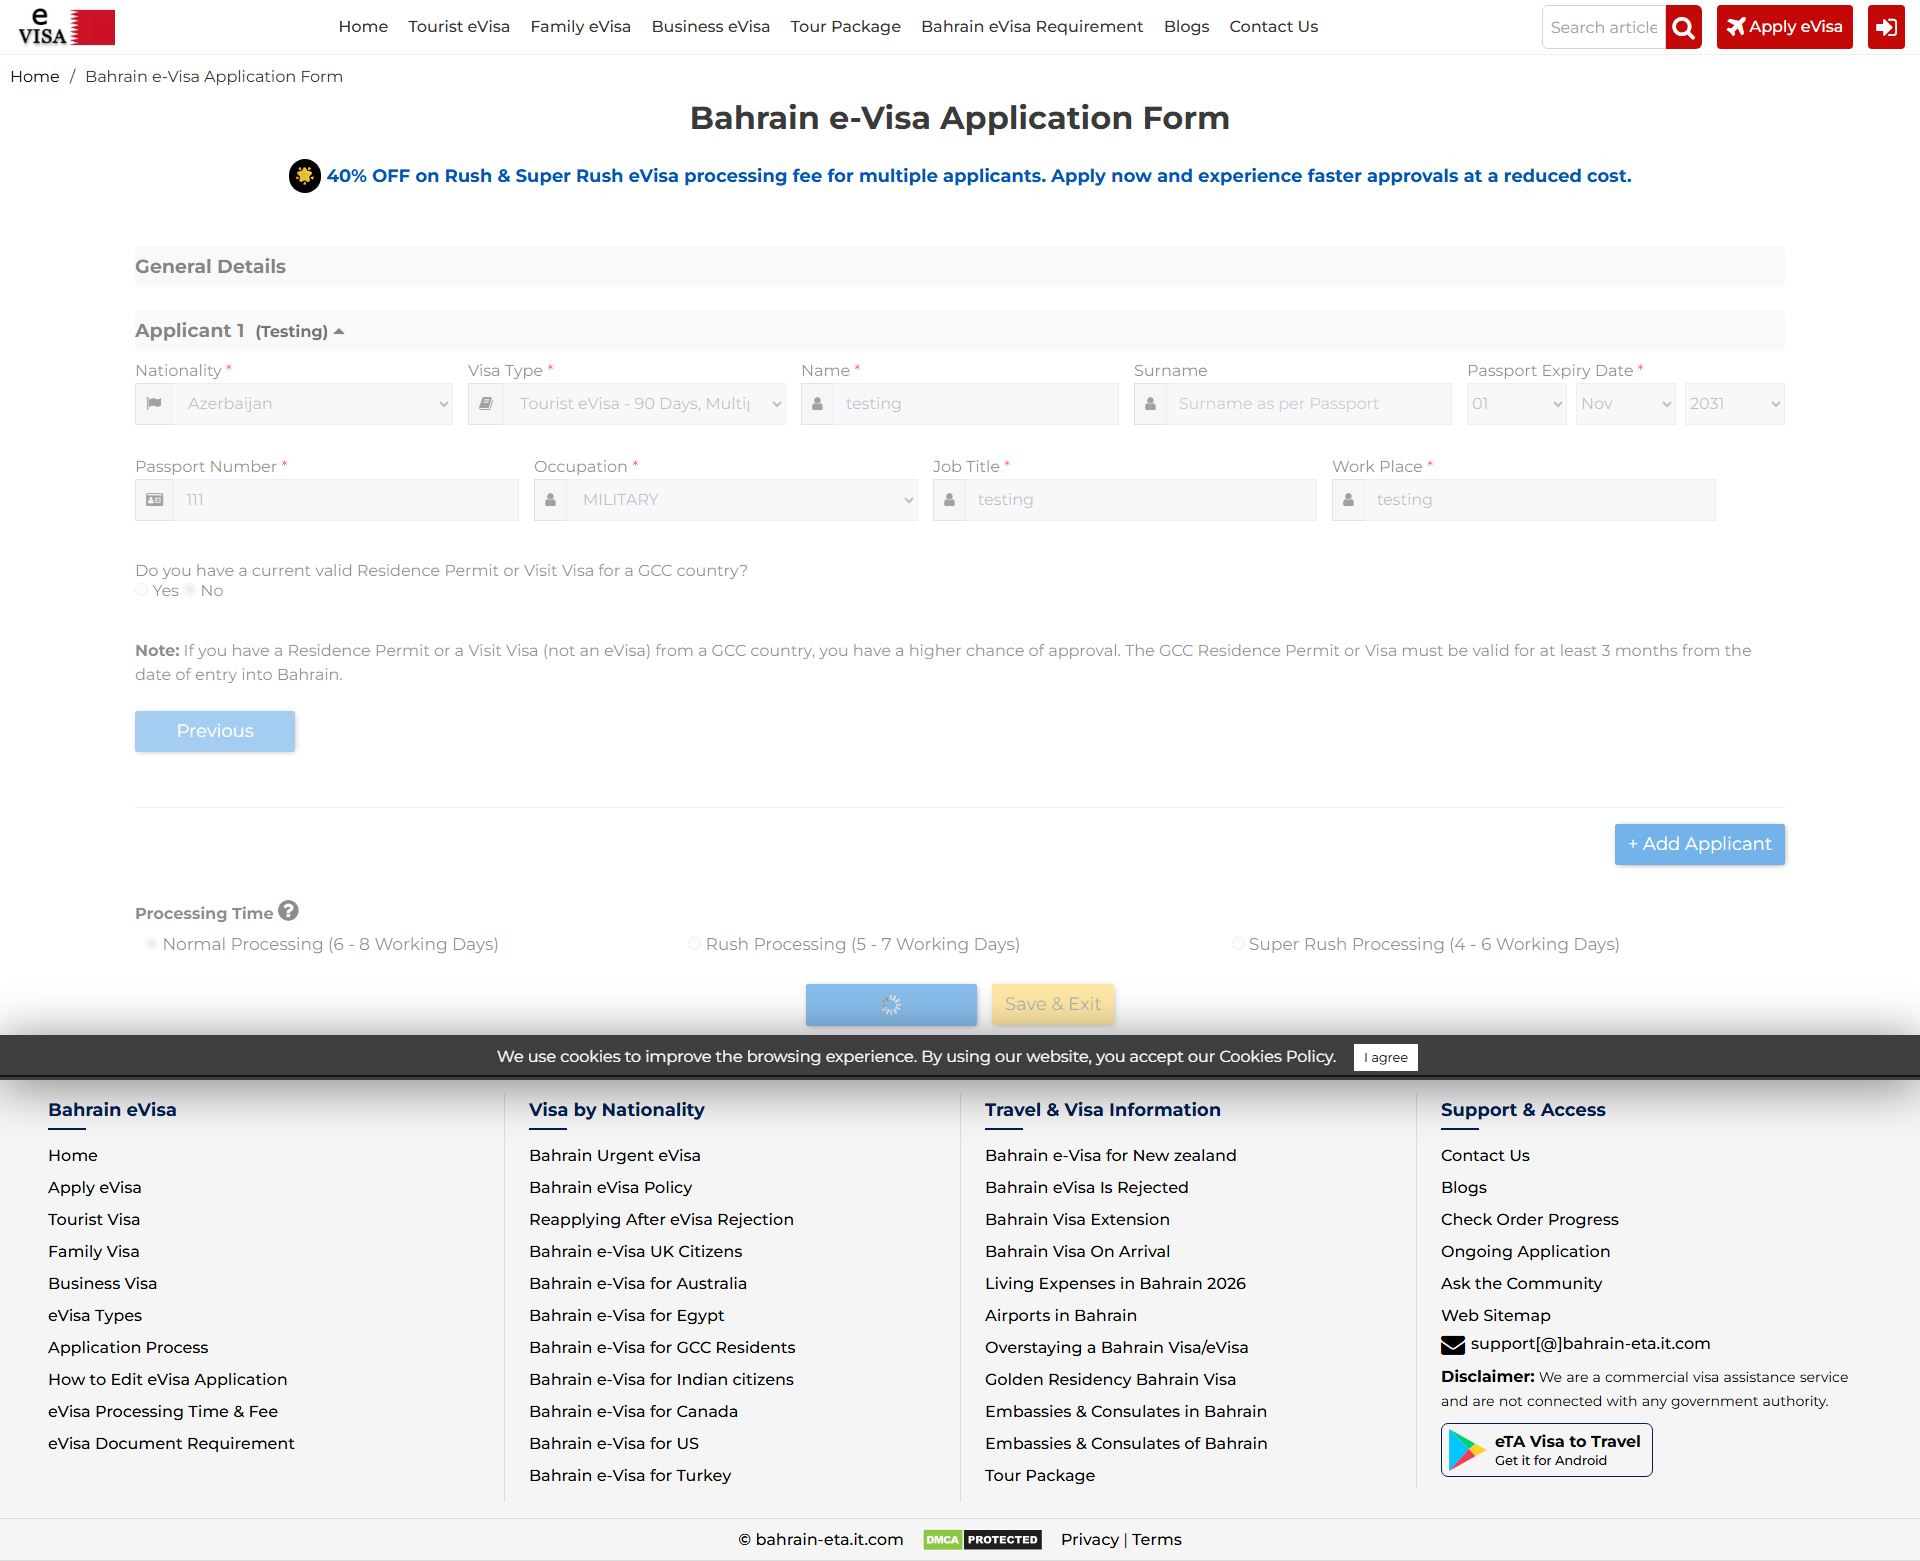 e
VISA
Home Tourist eVisa Family eVisa Business eVisa Tour Package Bahrain eVisa Requirement Blogs Contact Us
Search article
Apply eVisa
Home / Bahrain e-Visa Application Form
Bahrain e-Visa Application Form
40% OFF on Rush & Super Rush eVisa processing fee for multiple applicants. Apply now and experience faster approvals at a reduced cost.
General Details
Applicant 1 (Testing)
Nationality * Visa Type * Name * Surname Passport Expiry Date *
Azerbaijan Tourist eVisa - 90 Days, Multip testing Surname as per Passport 01 Nov 2031
Passport Number * Occupation * Job Title * Work Place *
111 MILITARY testing testing
Do you have a current valid Residence Permit or Visit Visa for a GCC country?
Yes No
Note: If you have a Residence Permit or a Visit Visa (not an eVisa) from a GCC country, you have a higher chance of approval. The GCC Residence Permit or Visa must be valid for at least 3 months from the
date of entry into Bahrain.
Previous
+ Add Applicant
Processing Time ?
Normal Processing (6 - 8 Working Days) Rush Processing (5 - 7 Working Days) Super Rush Processing (4 - 6 Working Days)
Save & Exit
We use cookies to improve the browsing experience. By using our website, you accept our Cookies Policy. I agree
Bahrain eVisa
Home
Apply eVisa
Tourist Visa
Family Visa
Business Visa
eVisa Types
Application Process
How to Edit eVisa Application
eVisa Processing Time & Fee
eVisa Document Requirement
Visa by Nationality
Bahrain Urgent eVisa
Bahrain eVisa Policy
Reapplying After eVisa Rejection
Bahrain e-Visa UK Citizens
Bahrain e-Visa for Australia
Bahrain e-Visa for Egypt
Bahrain e-Visa for GCC Residents
Bahrain e-Visa for Indian citizens
Bahrain e-Visa for Canada
Bahrain e-Visa for US
Bahrain e-Visa for Turkey
Travel & Visa Information
Bahrain e-Visa for New zealand
Bahrain eVisa Is Rejected
Bahrain Visa Extension
Bahrain Visa On Arrival
Living Expenses in Bahrain 2026
Airports in Bahrain
Overstaying a Bahrain Visa/eVisa
Golden Residency Bahrain Visa
Embassies & Consulates in Bahrain
Embassies & Consulates of Bahrain
Tour Package
Support & Access
Contact Us
Blogs
Check Order Progress
Ongoing Application
Ask the Community
Web Sitemap
support[@]bahrain-eta.it.com
Disclaimer: We are a commercial visa assistance service
and are not connected with any government authority.
eTA Visa to Travel
Get it for Android
© bahrain-eta.it.com DMCA PROTECTED Privacy | Terms